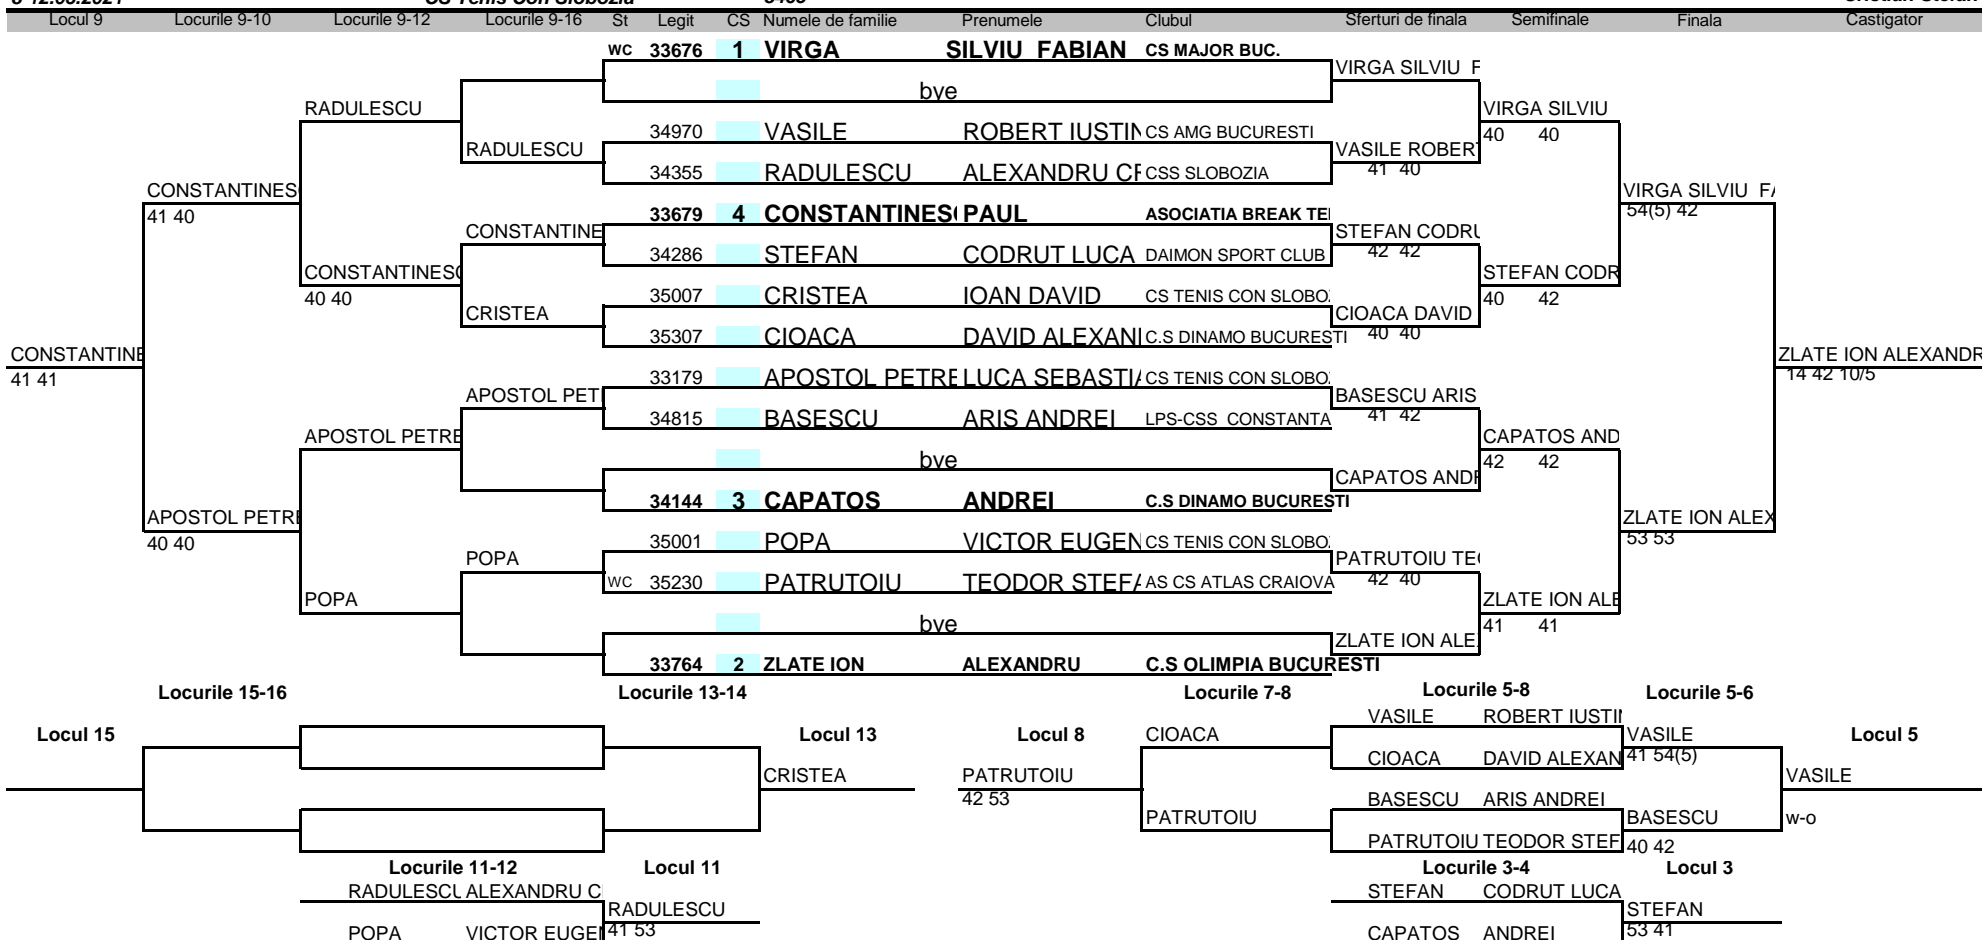 CS Tenis Con Slobozia
Locul 9 Locurile 9-10 Locurile 9-12 Locurile 9-16 St Legit CS Numele de familie Prenumele Clubul Sferturi de finala Semifinale Finala Castigator
WC 33676 1 VIRGA SILVIU FABIAN CS MAJOR BUC.
VIRGA SILVIU F
bye
RADULESCU VIRGA SILVIU
34970 VASILE ROBERT IUSTIN CS AMG BUCURESTI 40 40
RADULESCU VASILE ROBERT
34355 RADULESCU ALEXANDRU CR CSS SLOBOZIA 41 40
CONSTANTINES VIRGA SILVIU FA
41 40 33679 4 CONSTANTINESC PAUL ASOCIATIA BREAK TE 54(5) 42
CONSTANTINE STEFAN CODRU
34286 STEFAN CODRUT LUCA DAIMON SPORT CLUB 42 42
CONSTANTINESC STEFAN CODR
40 40 35007 CRISTEA IOAN DAVID CS TENIS CON SLOBO 40 42
CRISTEA CIOACA DAVID
35307 CIOACA DAVID ALEXAN C.S DINAMO BUCURESTI 40 40
CONSTANTINE ZLATE ION ALEXANDR
41 41 33179 APOSTOL PETRE LUCA SEBASTIA CS TENIS CON SLOBO 14 42 10/5
APOSTOL PET BASESCU ARIS
34815 BASESCU ARIS ANDREI LPS-CSS CONSTANTA 41 42
APOSTOL PETRE CAPATOS AND
bye 42 42
CAPATOS ANDR
34144 3 CAPATOS ANDREI C.S DINAMO BUCURESTI
APOSTOL PETRE ZLATE ION ALEX
40 40 35001 POPA VICTOR EUGEN CS TENIS CON SLOBO 53 53
POPA PATRUTOIU TEO
WC 35230 PATRUTOIU TEODOR STEFA AS CS ATLAS CRAIOVA 42 40
POPA ZLATE ION ALE
bye 41 41
ZLATE ION ALE
33764 2 ZLATE ION ALEXANDRU C.S OLIMPIA BUCURESTI
Locurile 15-16 Locurile 13-14 Locurile 7-8 Locurile 5-8 Locurile 5-6
VASILE ROBERT IUSTIN
Locul 15 Locul 13 Locul 8 CIOACA VASILE Locul 5
CIOACA DAVID ALEXAN 41 54(5)
CRISTEA PATRUTOIU VASILE
42 53 BASESCU ARIS ANDREI
PATRUTOIU BASESCU w-o
PATRUTOIU TEODOR STEF 40 42
Locurile 11-12 Locul 11 Locurile 3-4 Locul 3
RADULESCU ALEXANDRU C STEFAN CODRUT LUCA
RADULESCU STEFAN
POPA VICTOR EUGEN 41 53 CAPATOS ANDREI 53 41